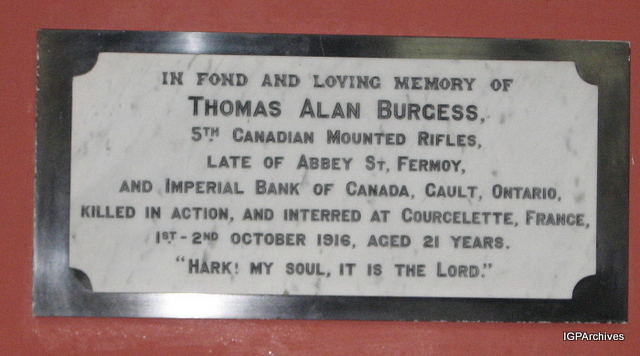 IN FOND AND LOVING MEMORY OF
THOMAS ALAN BURGESS,
5TH CANADIAN MOUNTED RIFLES,
LATE OF ABBEY ST, FERMOY,
AND IMPERIAL BANK OF CANADA, GAULT, ONTARIO,
KILLED IN ACTION, AND INTERRED AT COURCELETTE, FRANCE,
1ST - 2ND OCTOBER 1916, AGED 21 YEARS.
"HARK! MY SOUL, IT IS THE LORD."
IGPArchives